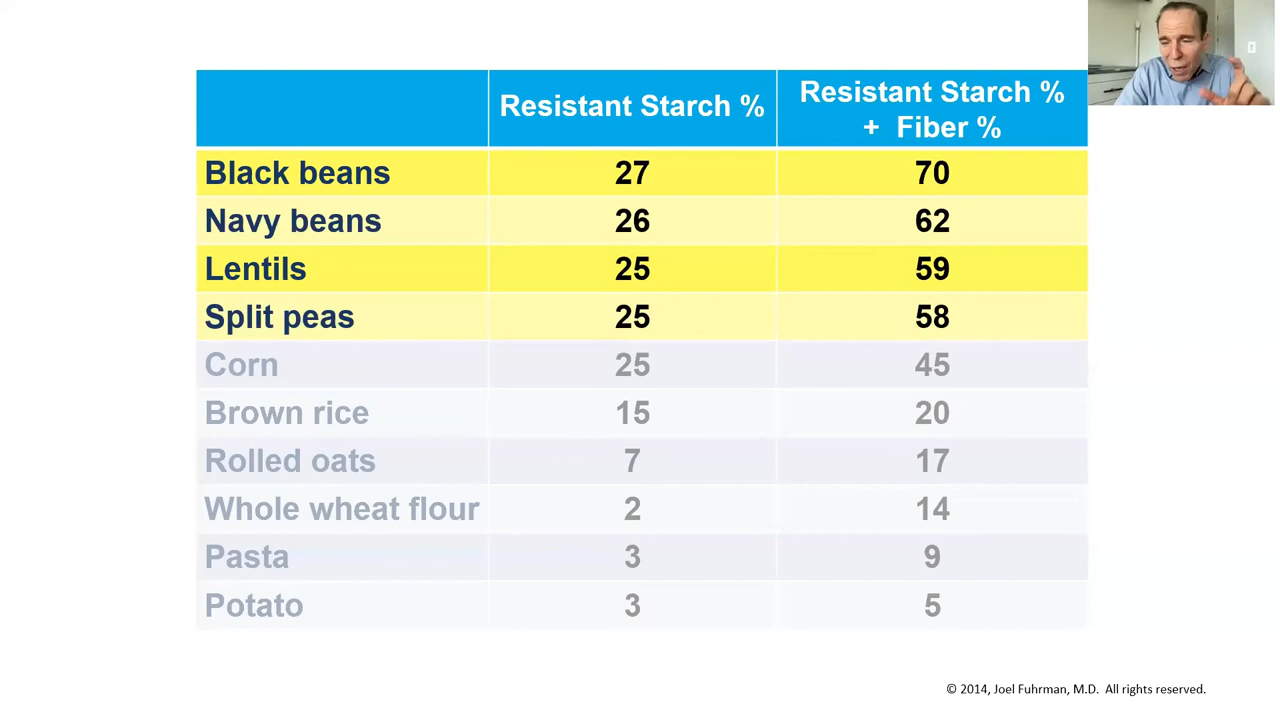 Resistant Starch % Resistant Starch %
+ Fiber %
Black beans 27 70
Navy beans 26 62
Lentils 25 59
Split peas 25 58
Corn 25 45
Brown rice 15 20
Rolled oats 7 17
Whole wheat flour 2 14
Pasta 3 9
Potato 3 5
© 2014, Joel Fuhrman, M.D. All rights reserved.